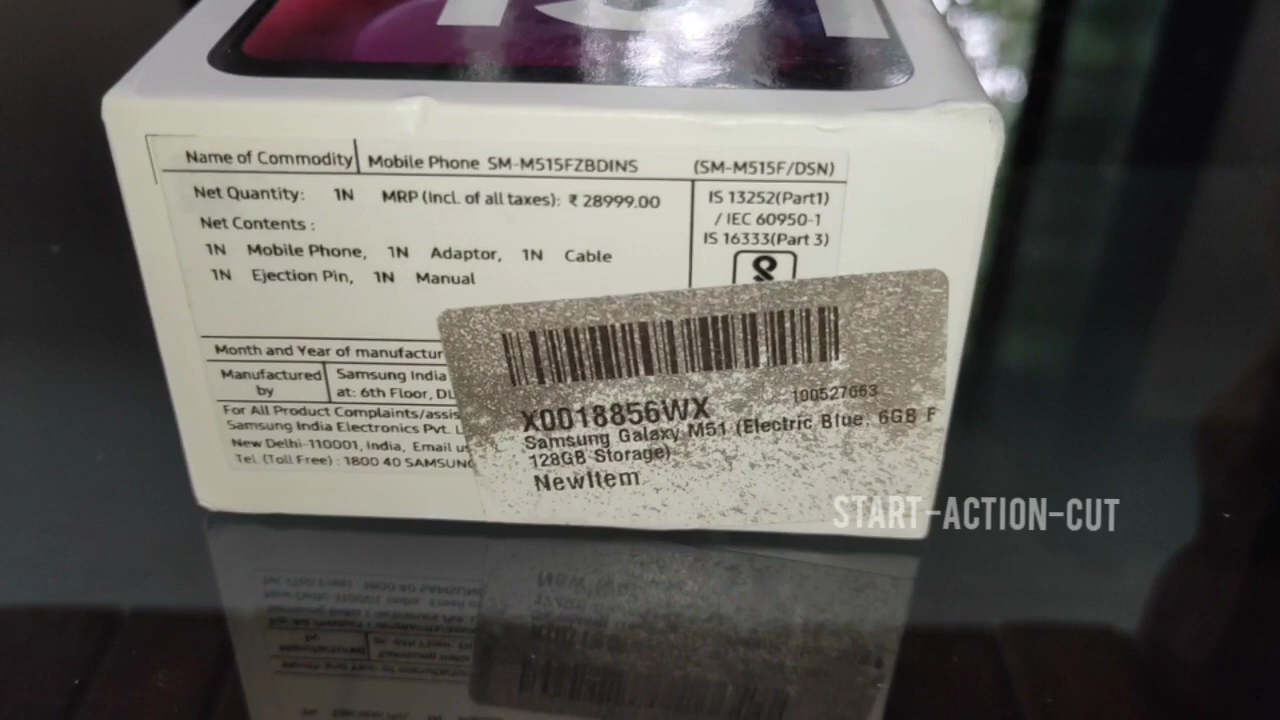 Name of Commodity Mobile Phone SM-M515FZBDINS (SM-M515F/DSN)
Net Quantity: 1N MRP (Incl. of all taxes): ₹ 28999.00
IS 13252(Part1)
/ IEC 60950-1
IS 16333(Part 3)
Net Contents :
1N Mobile Phone, 1N Adaptor, 1N Cable
1N Ejection Pin, 1N Manual
Month and Year of manufactur
Manufactured by
Samsung India
at: 6th Floor, DL
For All Product Complaints/assis
Samsung India Electronics Pvt. L
New Delhi-110001, India, Email us
Tel. (Toll Free) : 1800 40 SAMSUNG
100527663
X0018856WX
Samsung Galaxy M51 (Electric Blue, 6GB
128GB Storage)
NewItem
START-ACTION-CUT